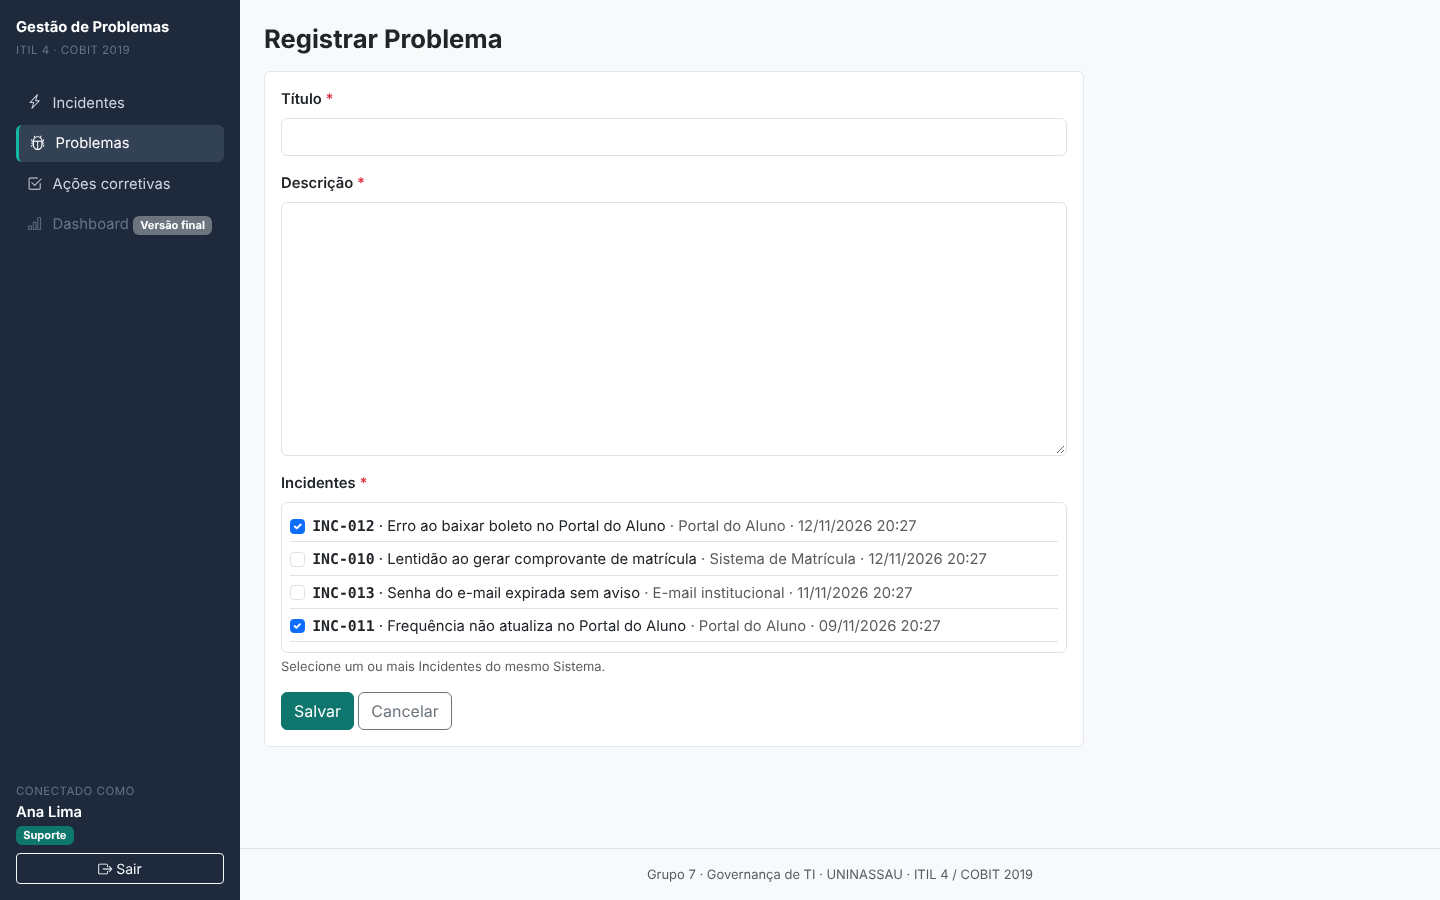 Gestão de Problemas
ITIL 4 · COBIT 2019
Incidentes
Problemas
Ações corretivas
Dashboard Versão final
CONECTADO COMO
Ana Lima
Suporte
Sair
Registrar Problema
Título *
Descrição *
Incidentes *
INC-012 · Erro ao baixar boleto no Portal do Aluno · Portal do Aluno · 12/11/2026 20:27
INC-010 · Lentidão ao gerar comprovante de matrícula · Sistema de Matrícula · 12/11/2026 20:27
INC-013 · Senha do e-mail expirada sem aviso · E-mail institucional · 11/11/2026 20:27
INC-011 · Frequência não atualiza no Portal do Aluno · Portal do Aluno · 09/11/2026 20:27
Selecione um ou mais Incidentes do mesmo Sistema.
Salvar Cancelar
Grupo 7 · Governança de TI · UNINASSAU · ITIL 4 / COBIT 2019